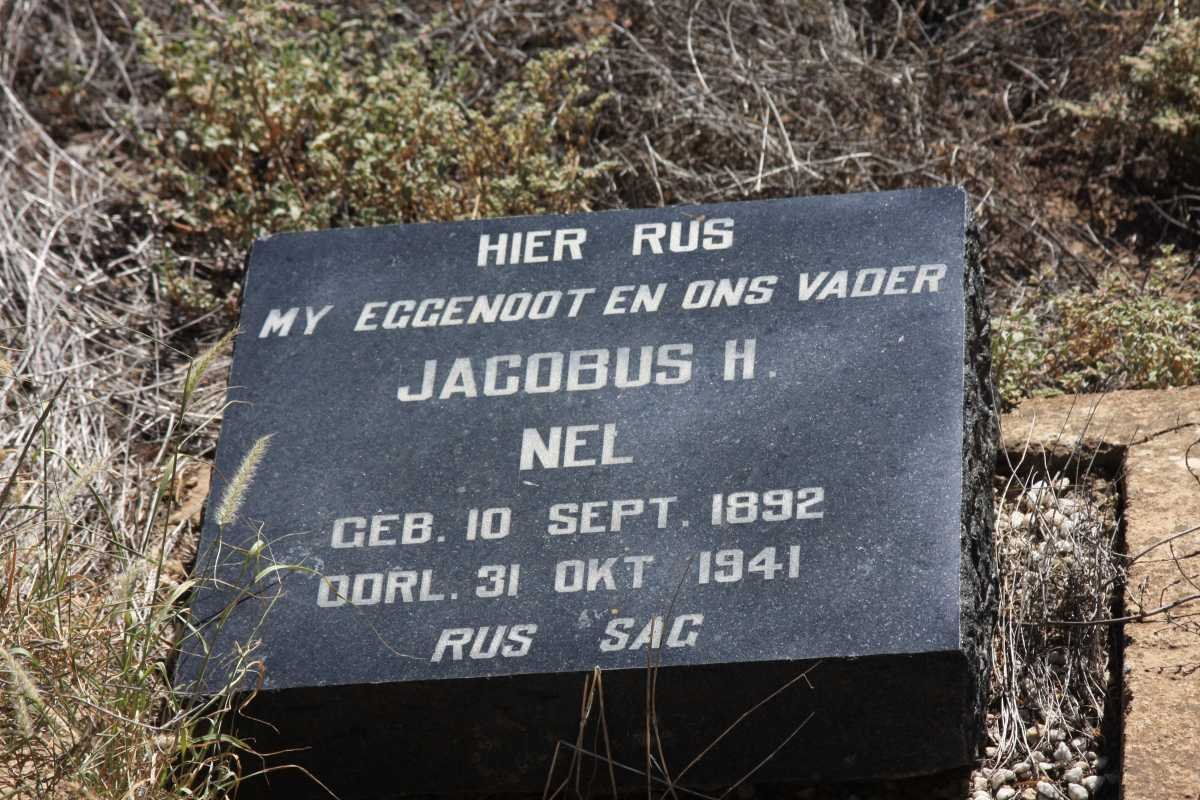 HIER RUS
MY EGGENOOT EN ONS VADER
JACOBUS H.
NEL
GEB. 10 SEPT. 1892
OORL. 31 OKT 1941
RUS SAG